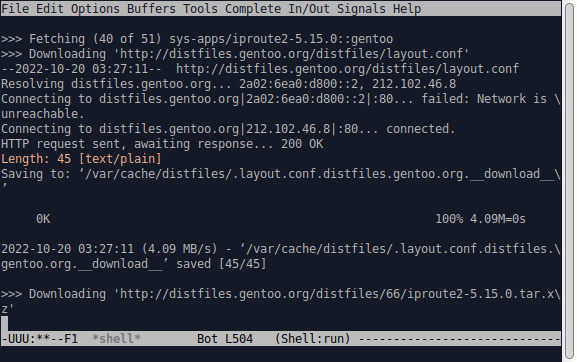 File Edit Options Buffers Tools Complete In/Out Signals Help
>>> Fetching (40 of 51) sys-apps/iproute2-5.15.0::gentoo
>>> Downloading 'http://distfiles.gentoo.org/distfiles/layout.conf'
--2022-10-20 03:27:11--  http://distfiles.gentoo.org/distfiles/layout.conf
Resolving distfiles.gentoo.org... 2a02:6ea0:d800::2, 212.102.46.8
Connecting to distfiles.gentoo.org|2a02:6ea0:d800::2|:80... failed: Network is \
unreachable.
Connecting to distfiles.gentoo.org|212.102.46.8|:80... connected.
HTTP request sent, awaiting response... 200 OK
Length: 45 [text/plain]
Saving to: ‘/var/cache/distfiles/.layout.conf.distfiles.gentoo.org.__download__\
’
0K 100% 4.09M=0s
2022-10-20 03:27:11 (4.09 MB/s) - ‘/var/cache/distfiles/.layout.conf.distfiles.\
gentoo.org.__download__’ saved [45/45]
>>> Downloading 'http://distfiles.gentoo.org/distfiles/66/iproute2-5.15.0.tar.x\
z'
-UUU:**--F1  *shell*        Bot L504   (Shell:run) ----------------------------